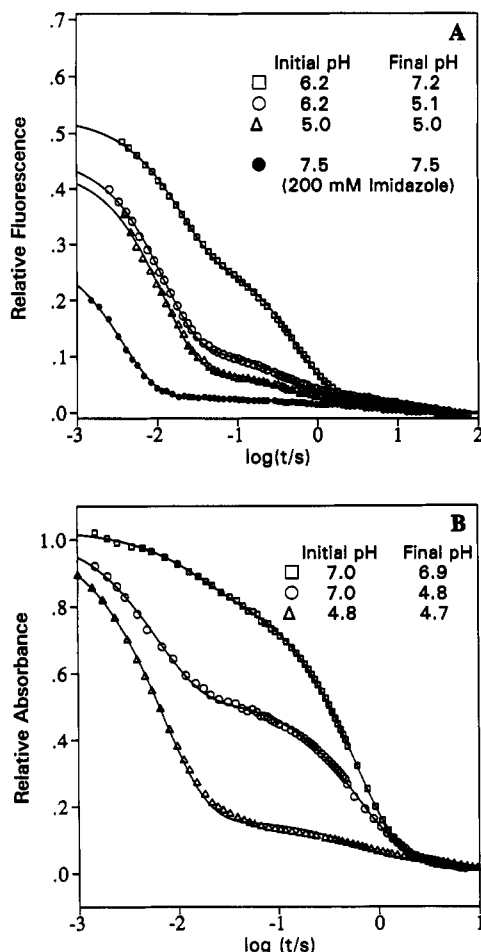 A
Initial pH Final pH
6.2 7.2
6.2 5.1
5.0 5.0
7.5 7.5
(200 mM Imidazole)
Relative Fluorescence
.7
.6
.5
.4
.3
.2
.1
.0
-3 -2 -1 0 1 2
log(t/s)
B
Initial pH Final pH
7.0 6.9
7.0 4.8
4.8 4.7
Relative Absorbance
1.0
.8
.6
.4
.2
.0
-3 -2 -1 0 1
log (t/s)